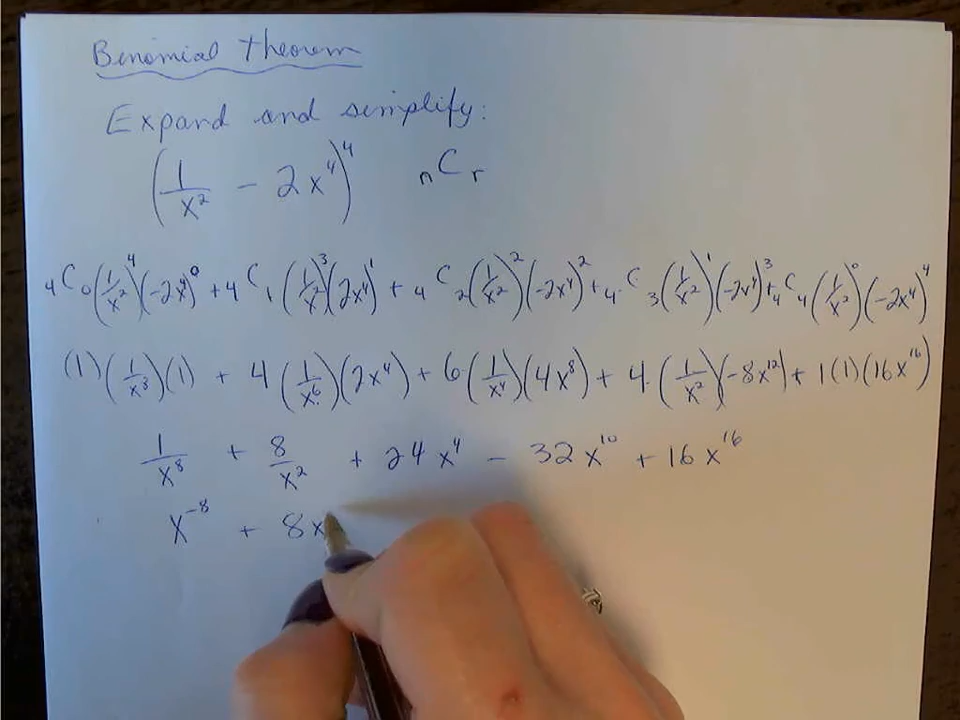 Binomial theorem
Expand and simplify:
(1/x² - 2x⁴)⁴ ₙCᵣ
₄C₀(1/x²)⁴(-2x⁴)⁰ + ₄C₁(1/x²)³(2x⁴)¹ + ₄C₂(1/x²)²(-2x⁴)² + ₄C₃(1/x²)¹(-2x⁴)³ + ₄C₄(1/x²)⁰(-2x⁴)⁴
(1)(1/x⁸)(1) + 4(1/x⁶)(2x⁴) + 6·(1/x⁴)(4x⁸) + 4·(1/x²)(-8x¹²) + 1(1)(16x¹⁶)
1/x⁸ + 8/x² + 24x⁴ - 32x¹⁰ + 16x¹⁶
x⁻⁸ + 8x